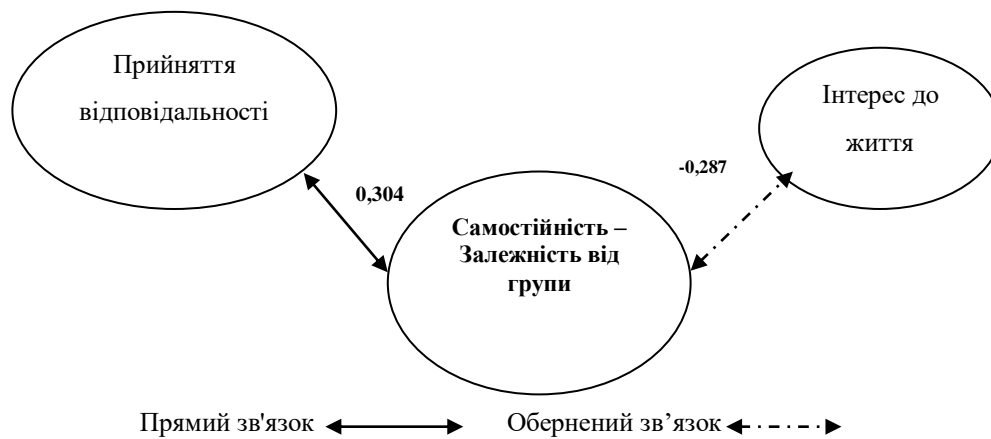 Прийняття
відповідальності
Інтерес до
життя
0,304
-0,287
Самостійність –
Залежність від
групи
Прямий зв'язок
Обернений зв’язок